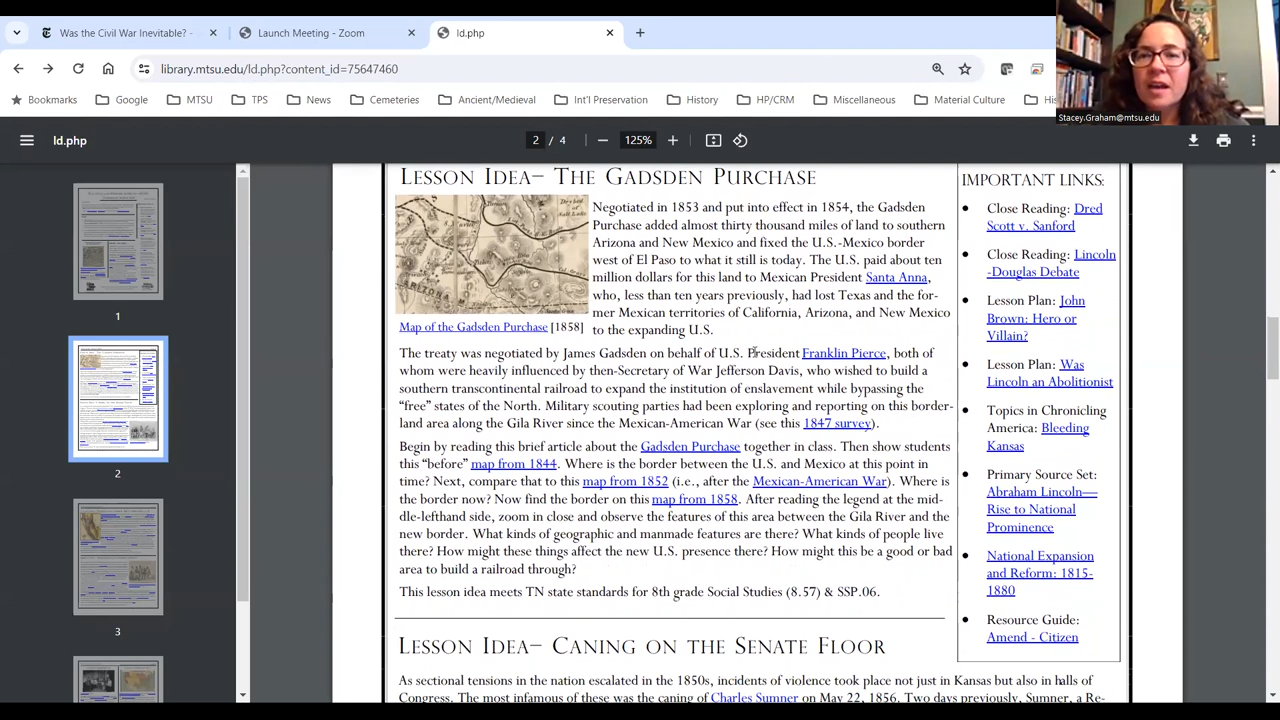 Was the Civil War Inevitable? -
Launch Meeting - Zoom
ld.php
library.mtsu.edu/ld.php?content_id=75647460
Bookmarks
Google
MTSU
TPS
News
Cemeteries
Ancient/Medieval
Int'l Preservation
History
HP/CRM
Miscellaneous
Material Culture
His
Stacey.Graham@mtsu.edu
ld.php
2 / 4
125%
1
2
3
Lesson Idea– The Gadsden Purchase
Map of the Gadsden Purchase [1858]
Negotiated in 1853 and put into effect in 1854, the Gadsden
Purchase added almost thirty thousand miles of land to southern
Arizona and New Mexico and fixed the U.S.-Mexico border
west of El Paso to what it still is today. The U.S. paid about ten
million dollars for this land to Mexican President Santa Anna,
who, less than ten years previously, had lost Texas and the for-
mer Mexican territories of California, Arizona, and New Mexico
to the expanding U.S.
The treaty was negotiated by James Gadsden on behalf of U.S. President Franklin Pierce, both of
whom were heavily influenced by then-Secretary of War Jefferson Davis, who wished to build a
southern transcontinental railroad to expand the institution of enslavement while bypassing the
"free" states of the North. Military scouting parties had been exploring and reporting on this border-
land area along the Gila River since the Mexican-American War (see this 1847 survey).
Begin by reading this brief article about the Gadsden Purchase together in class. Then show students
this "before" map from 1844. Where is the border between the U.S. and Mexico at this point in
time? Next, compare that to this map from 1852 (i.e., after the Mexican-American War). Where is
the border now? Now find the border on this map from 1858. After reading the legend at the mid-
dle-lefthand side, zoom in close and observe the features of this area between the Gila River and the
new border. What kinds of geographic and manmade features are there? What kinds of people live
there? How might these things affect the new U.S. presence there? How might this be a good or bad
area to build a railroad through?
This lesson idea meets TN state standards for 8th grade Social Studies (8.57) & SSP.06.
Lesson Idea– Caning on the Senate Floor
As sectional tensions in the nation escalated in the 1850s, incidents of violence took place not just in Kansas but also in halls of
Congress. The most infamous of these was the caning of Charles Sumner on May 22, 1856. Two days previously, Sumner, a Re-
Important Links:
• Close Reading: Dred
Scott v. Sanford
• Close Reading: Lincoln
-Douglas Debate
• Lesson Plan: John
Brown: Hero or
Villain?
• Lesson Plan: Was
Lincoln an Abolitionist
• Topics in Chronicling
America: Bleeding
Kansas
• Primary Source Set:
Abraham Lincoln—
Rise to National
Prominence
• National Expansion
and Reform: 1815-
1880
• Resource Guide:
Amend - Citizen